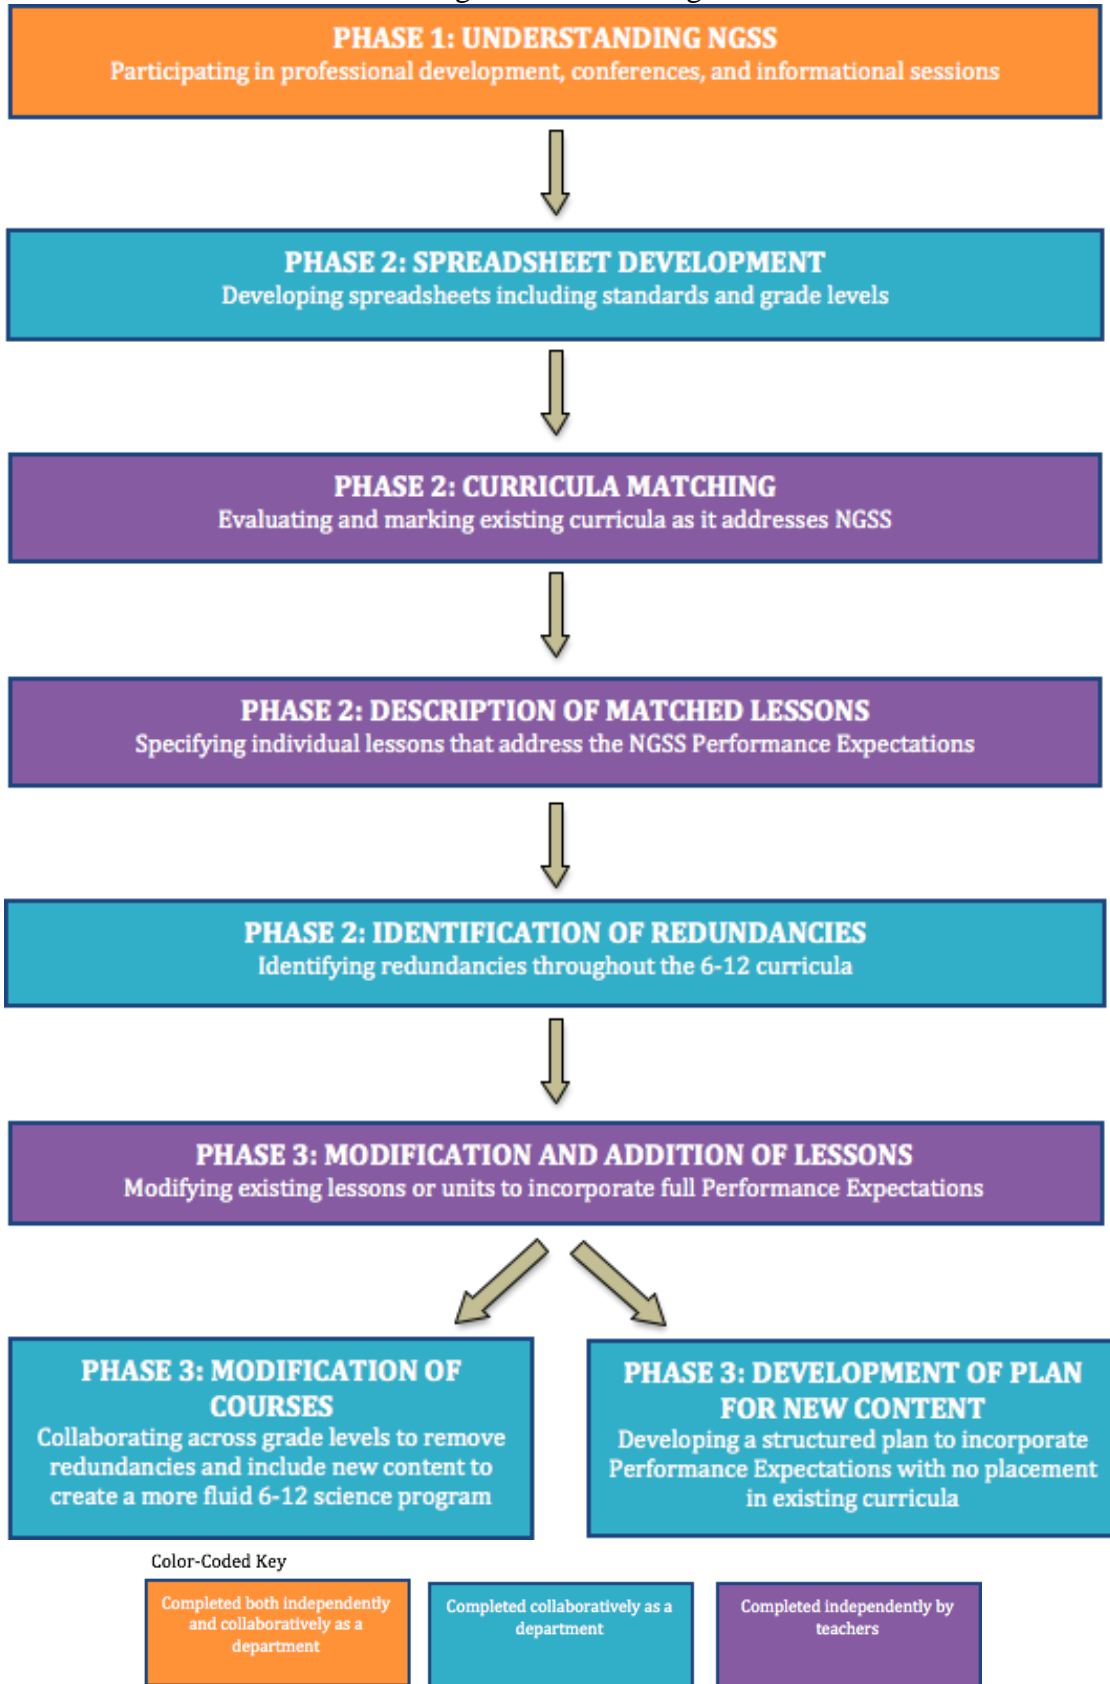 PHASE 1: UNDERSTANDING NGSS
Participating in professional development, conferences, and informational sessions
PHASE 2: SPREADSHEET DEVELOPMENT
Developing spreadsheets including standards and grade levels
PHASE 2: CURRICULA MATCHING
Evaluating and marking existing curricula as it addresses NGSS
PHASE 2: DESCRIPTION OF MATCHED LESSONS
Specifying individual lessons that address the NGSS Performance Expectations
PHASE 2: IDENTIFICATION OF REDUNDANCIES
Identifying redundancies throughout the 6-12 curricula
PHASE 3: MODIFICATION AND ADDITION OF LESSONS
Modifying existing lessons or units to incorporate full Performance Expectations
PHASE 3: MODIFICATION OF
COURSES
Collaborating across grade levels to remove
redundancies and include new content to
create a more fluid 6-12 science program
PHASE 3: DEVELOPMENT OF PLAN
FOR NEW CONTENT
Developing a structured plan to incorporate
Performance Expectations with no placement
in existing curricula
Color-Coded Key
Completed both independently
and collaboratively as a
department
Completed collaboratively as a
department
Completed independently by
teachers